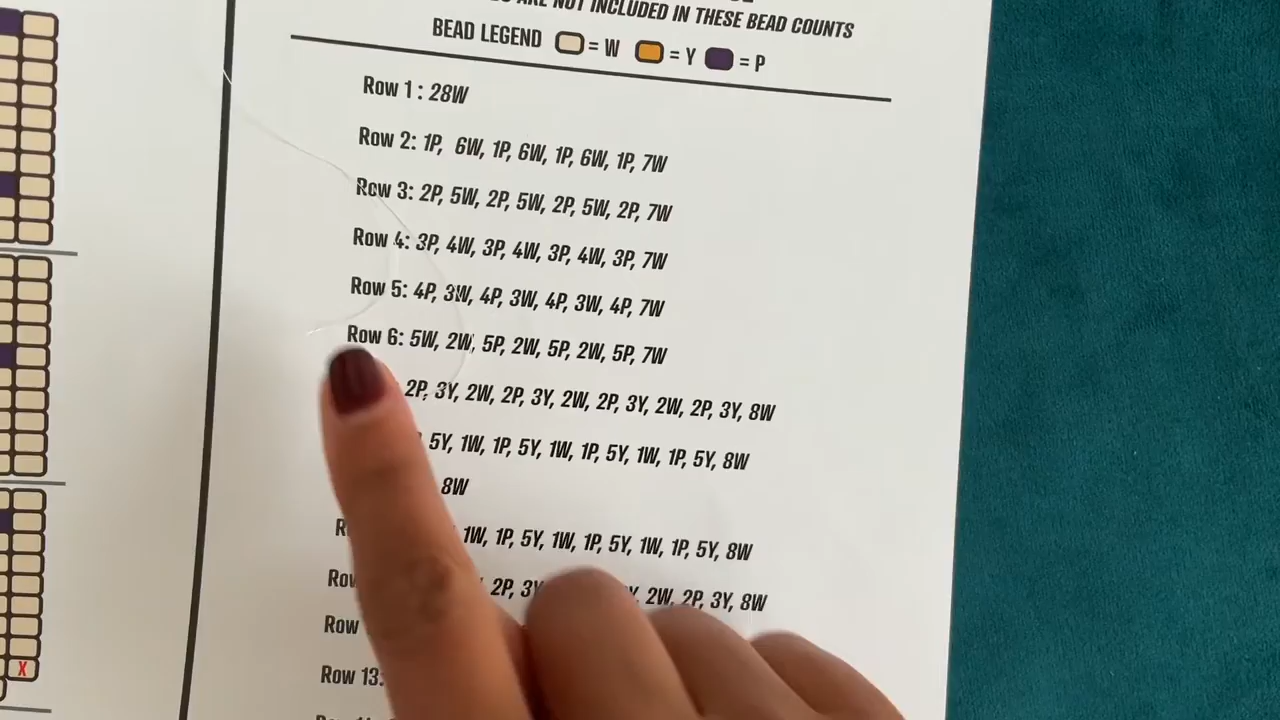 ARE NOT INCLUDED IN THESE BEAD COUNTS
BEAD LEGEND = W = Y = P
Row 1 : 28W
Row 2: 1P, 6W, 1P, 6W, 1P, 6W, 1P, 7W
Row 3: 2P, 5W, 2P, 5W, 2P, 5W, 2P, 7W
Row 4: 3P, 4W, 3P, 4W, 3P, 4W, 3P, 7W
Row 5: 4P, 3W, 4P, 3W, 4P, 3W, 4P, 7W
Row 6: 5W, 2W, 5P, 2W, 5P, 2W, 5P, 7W
2P, 3Y, 2W, 2P, 3Y, 2W, 2P, 3Y, 2W, 2P, 3Y, 8W
5Y, 1W, 1P, 5Y, 1W, 1P, 5Y, 1W, 1P, 5Y, 8W
8W
1W, 1P, 5Y, 1W, 1P, 5Y, 1W, 1P, 5Y, 8W
2P, 2W, 2P, 3Y, 8W
Row
Row 13:
X